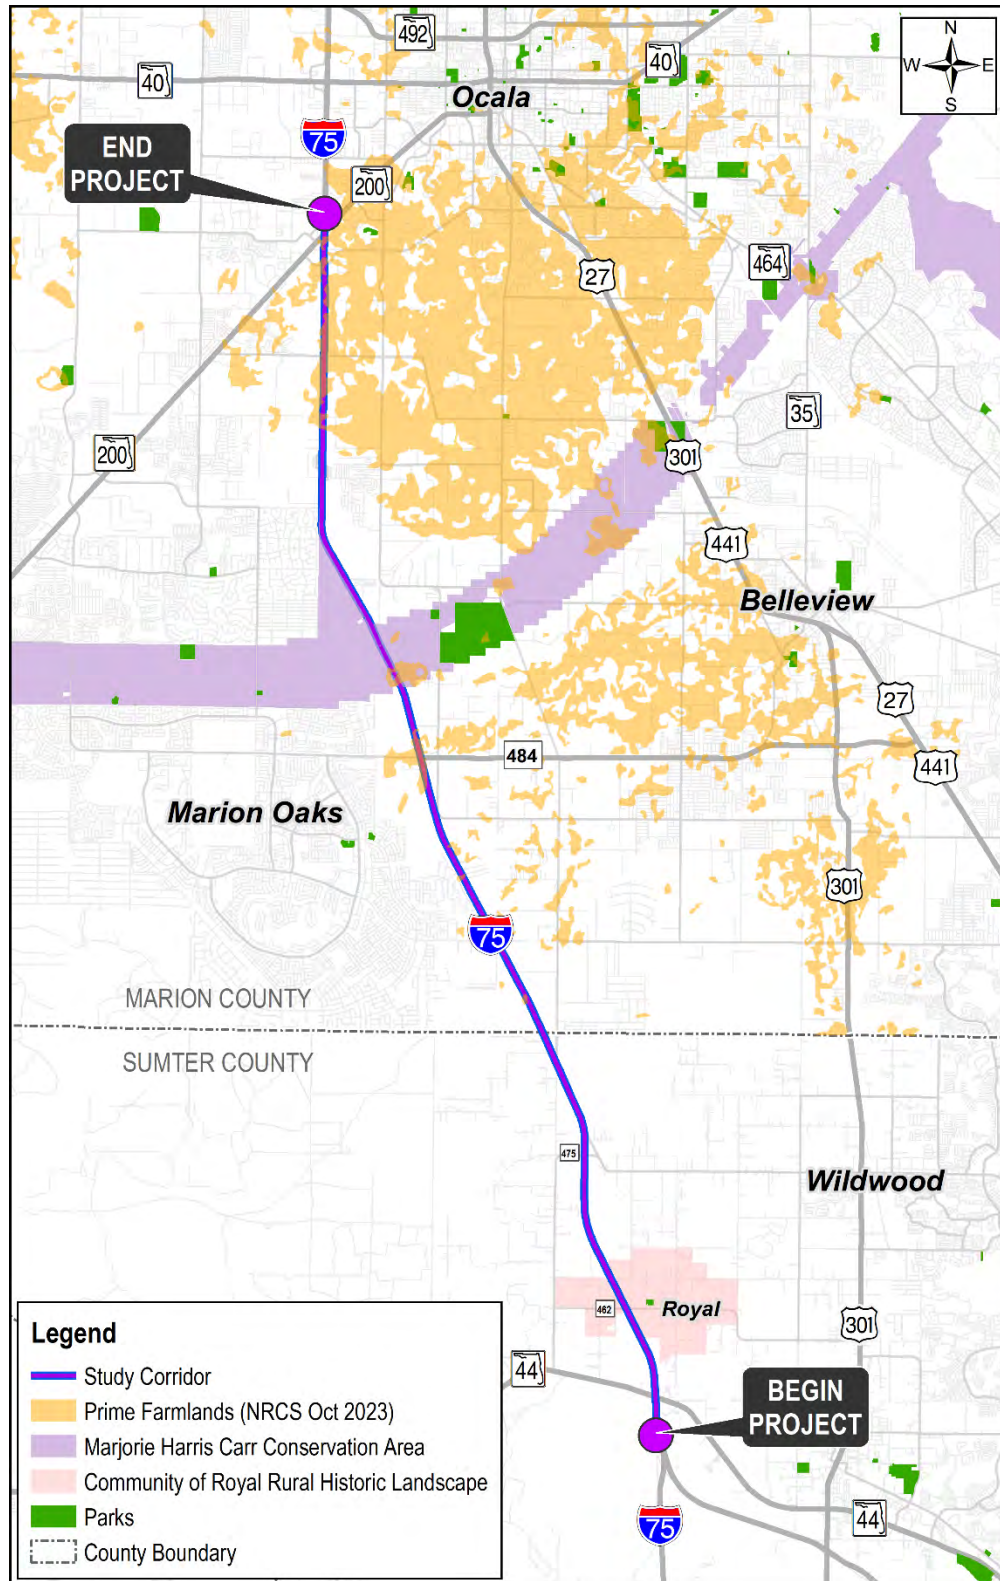 492
40
40
N
W E
S
Ocala
75
END
PROJECT
200
464
27
35
200
301
441
Belleview
27
484
441
Marion Oaks
301
75
MARION COUNTY
SUMTER COUNTY
475
Wildwood
462
Royal
301
Legend
Study Corridor
Prime Farmlands (NRCS Oct 2023)
Marjorie Harris Carr Conservation Area
Community of Royal Rural Historic Landscape
Parks
County Boundary
44
BEGIN
PROJECT
75
44